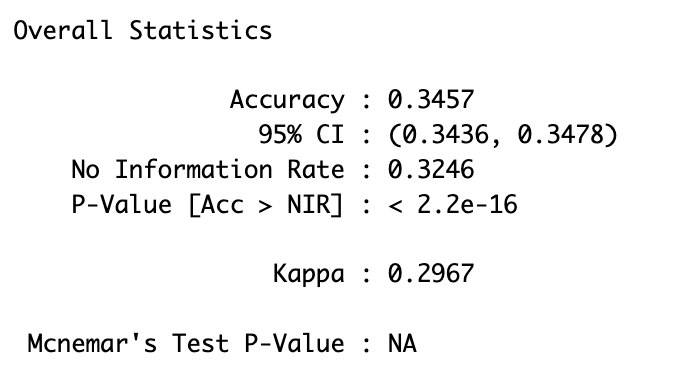 Overall Statistics
Accuracy : 0.3457
95% CI : (0.3436, 0.3478)
No Information Rate : 0.3246
P-Value [Acc > NIR] : < 2.2e-16
Kappa : 0.2967
Mcnemar's Test P-Value : NA